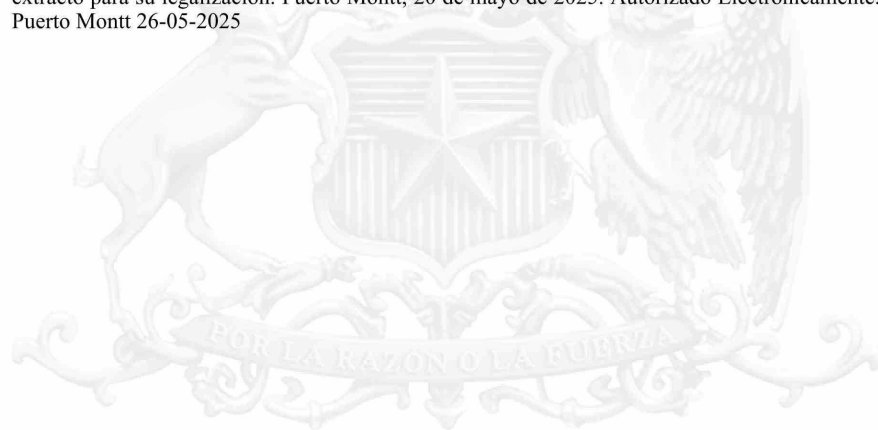 extracto para su legalización. Puerto Montt, 20 de mayo de 2025. Autorizado Electrónicamente.
Puerto Montt 26-05-2025
POR LA RAZON O LA FUERZA